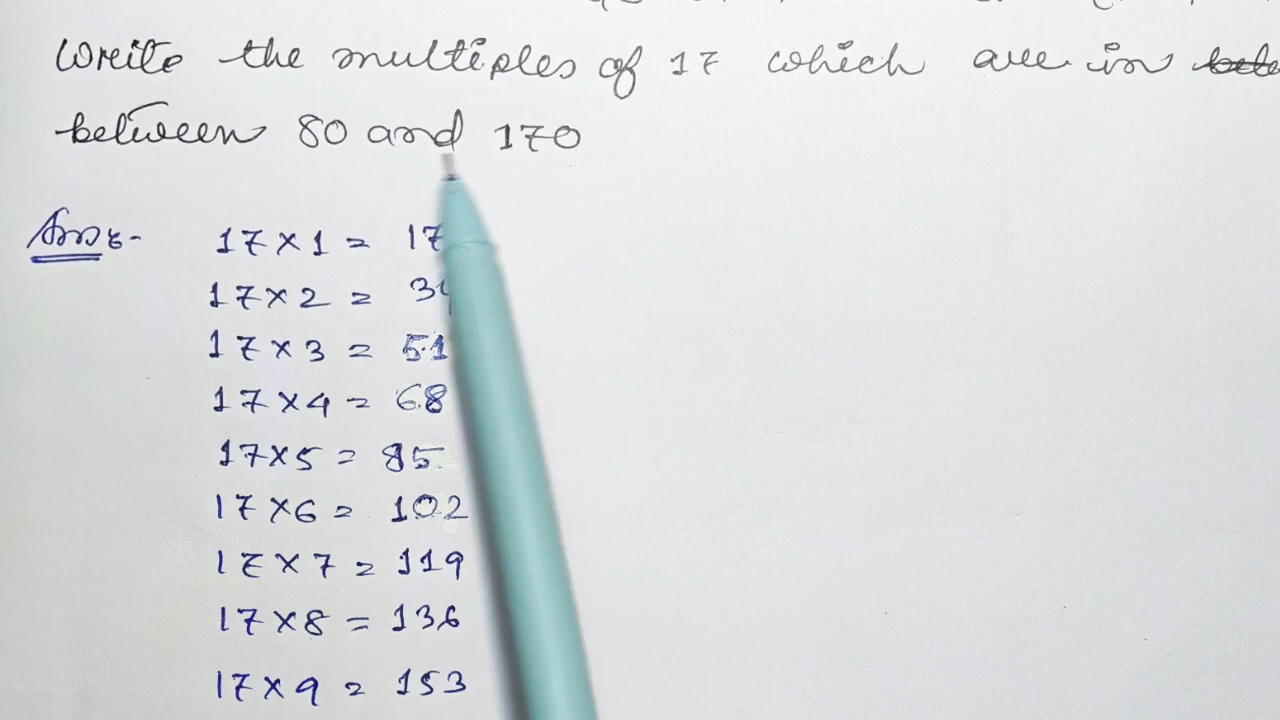 Write the multiples of 17 which are in
between 80 and 170
Ans:-
17×1 = 17
17×2 = 34
17×3 = 51
17×4 = 68
17×5 = 85
17×6 = 102
17×7 = 119
17×8 = 136
17×9 = 153